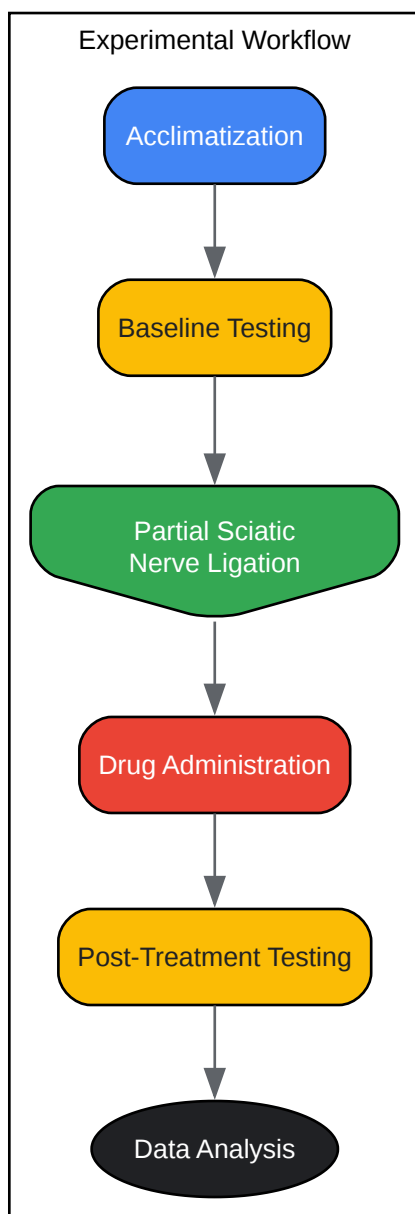 Experimental Workflow
Acclimatization
Baseline Testing
Partial Sciatic
Nerve Ligation
Drug Administration
Post-Treatment Testing
Data Analysis